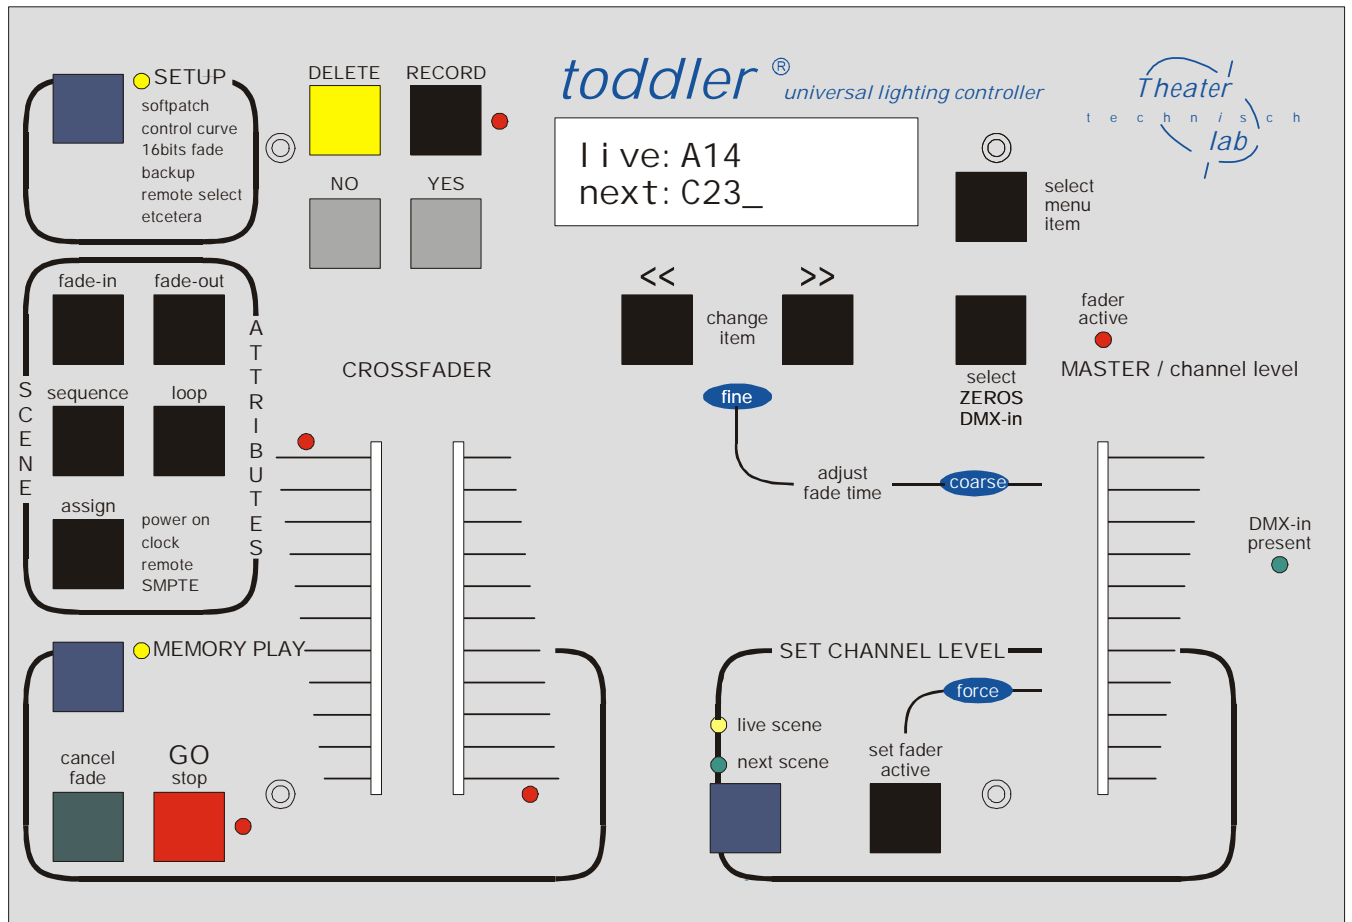 SETUP
softpatch
control curve
16bits fade
backup
remote select
etcetera
DELETE
RECORD
NO
YES
toddler ®
universal lighting controller
live: A14
next: C23_
Theater
technisch
lab
select
menu
item
<<
>>
change
item
select
ZEROS
DMX-in
fader
active
MASTER / channel level
SCENE
ATTRIBUTES
fade-in
fade-out
sequence
loop
assign
power on
clock
remote
SMPTE
CROSSFADER
fine
adjust
fade time
coarse
DMX-in
present
MEMORY PLAY
cancel
fade
GO
stop
SET CHANNEL LEVEL
force
live scene
next scene
set fader
active